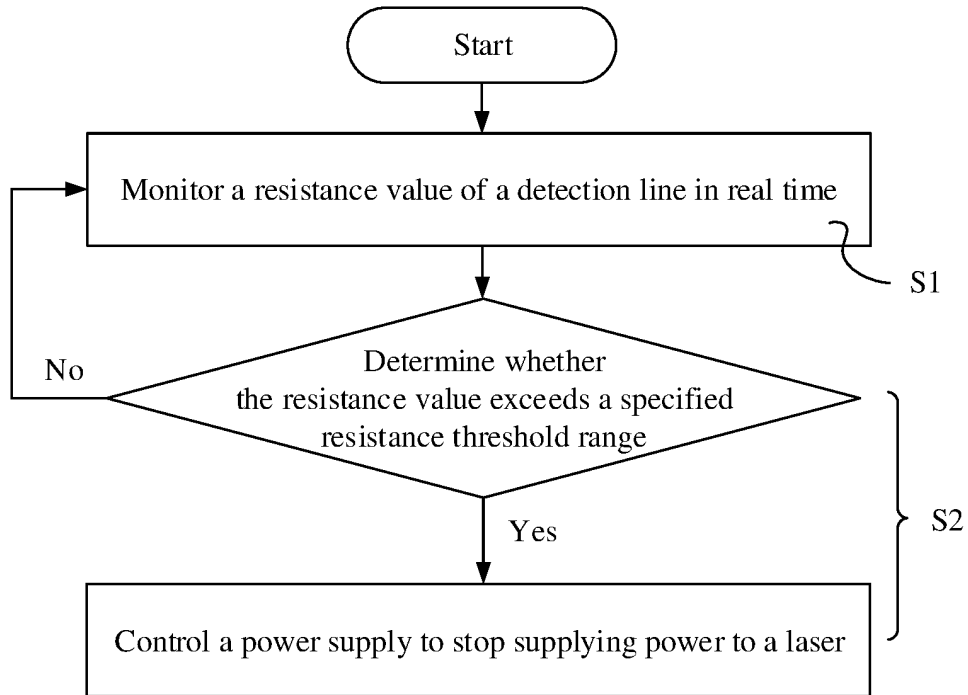 Start
Monitor a resistance value of a detection line in real time
S1
No
Determine whether
the resistance value exceeds a specified
resistance threshold range
S2
Yes
Control a power supply to stop supplying power to a laser